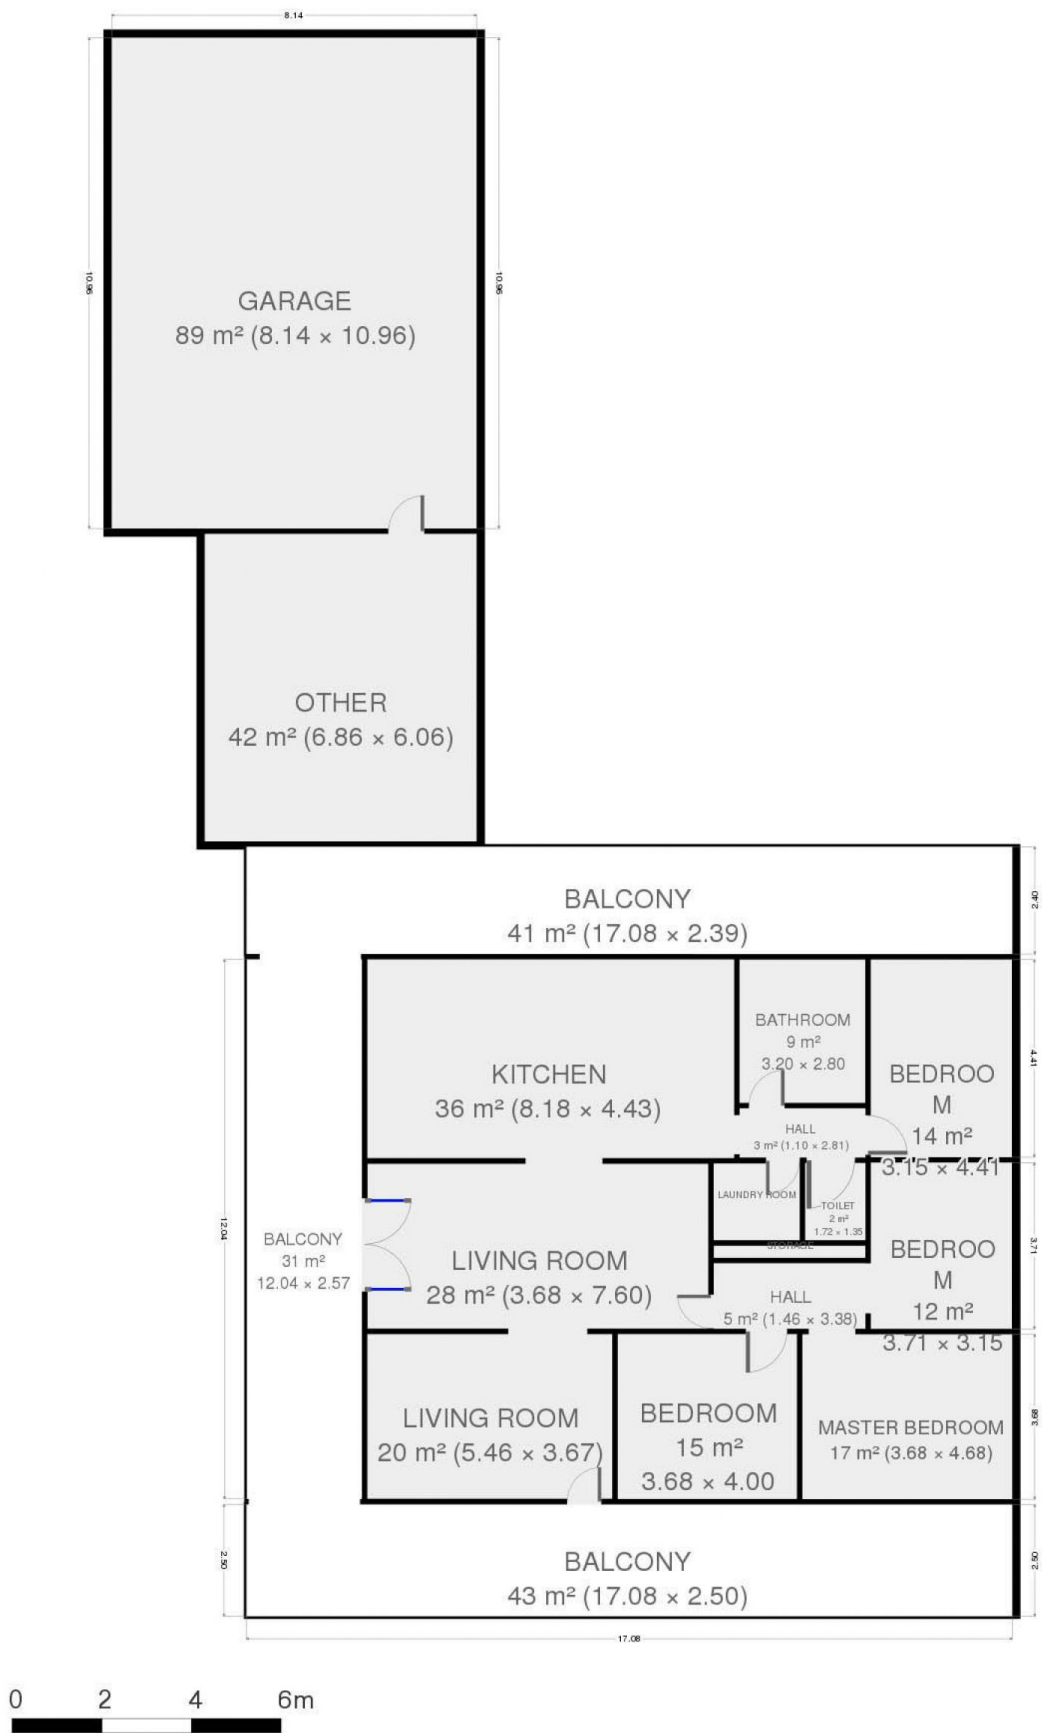 8.14
10.96
10.96
GARAGE
89 m² (8.14 × 10.96)
OTHER
42 m² (6.86 × 6.06)
BALCONY
41 m² (17.08 × 2.39)
2.40
KITCHEN
36 m² (8.18 × 4.43)
BATHROOM
9 m²
3.20 × 2.80
BEDROO
M
14 m²
3.15 × 4.41
4.41
HALL
3 m² (1.10 × 2.81)
LAUNDRY ROOM
TOILET
2 m²
1.72 × 1.35
STORAGE
12.04
BALCONY
31 m²
12.04 × 2.57
LIVING ROOM
28 m² (3.68 × 7.60)
HALL
5 m² (1.46 × 3.38)
BEDROO
M
12 m²
3.71 × 3.15
3.71
LIVING ROOM
20 m² (5.46 × 3.67)
BEDROOM
15 m²
3.68 × 4.00
MASTER BEDROOM
17 m² (3.68 × 4.68)
3.68
2.50
BALCONY
43 m² (17.08 × 2.50)
2.50
17.08
0 2 4 6m